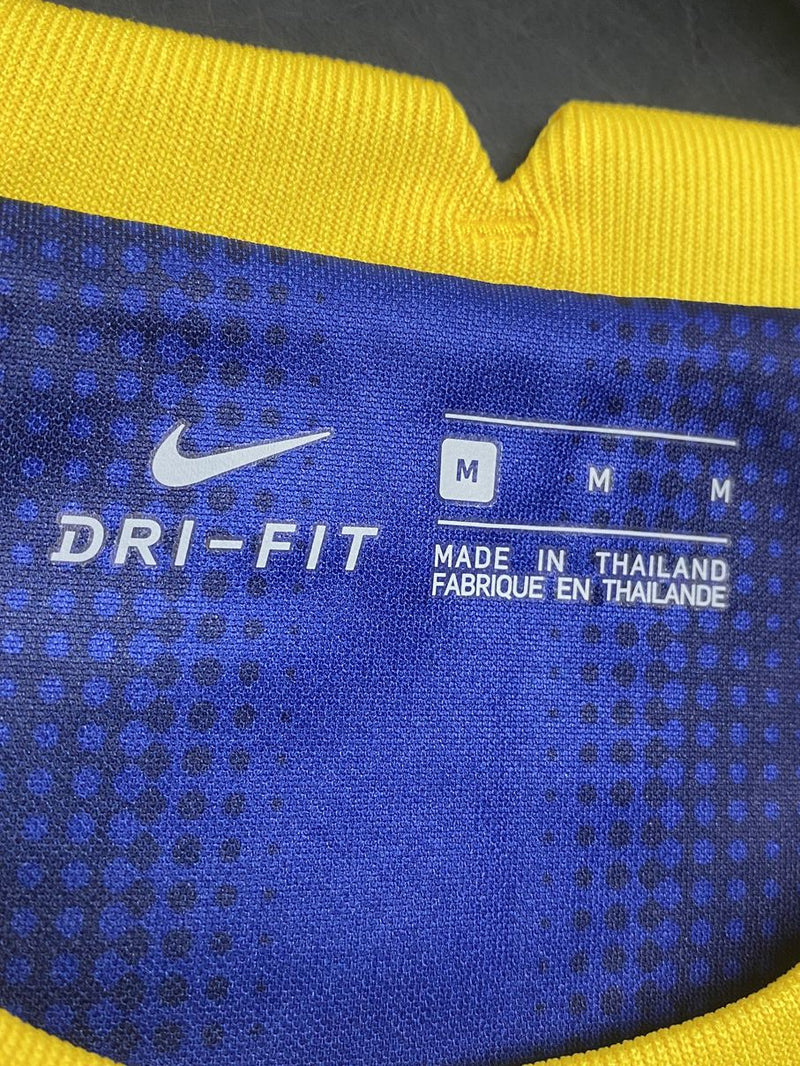 DRI-FIT
M M M
MADE IN THAILAND
FABRIQUE EN THAILANDE